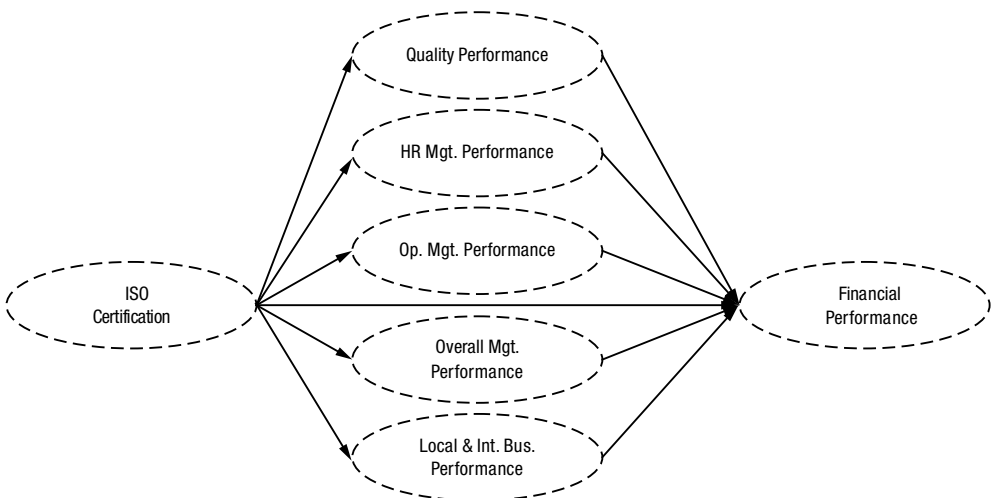 Quality Performance
HR Mgt. Performance
Op. Mgt. Performance
ISO
Certification
Financial
Performance
Overall Mgt.
Performance
Local & Int. Bus.
Performance